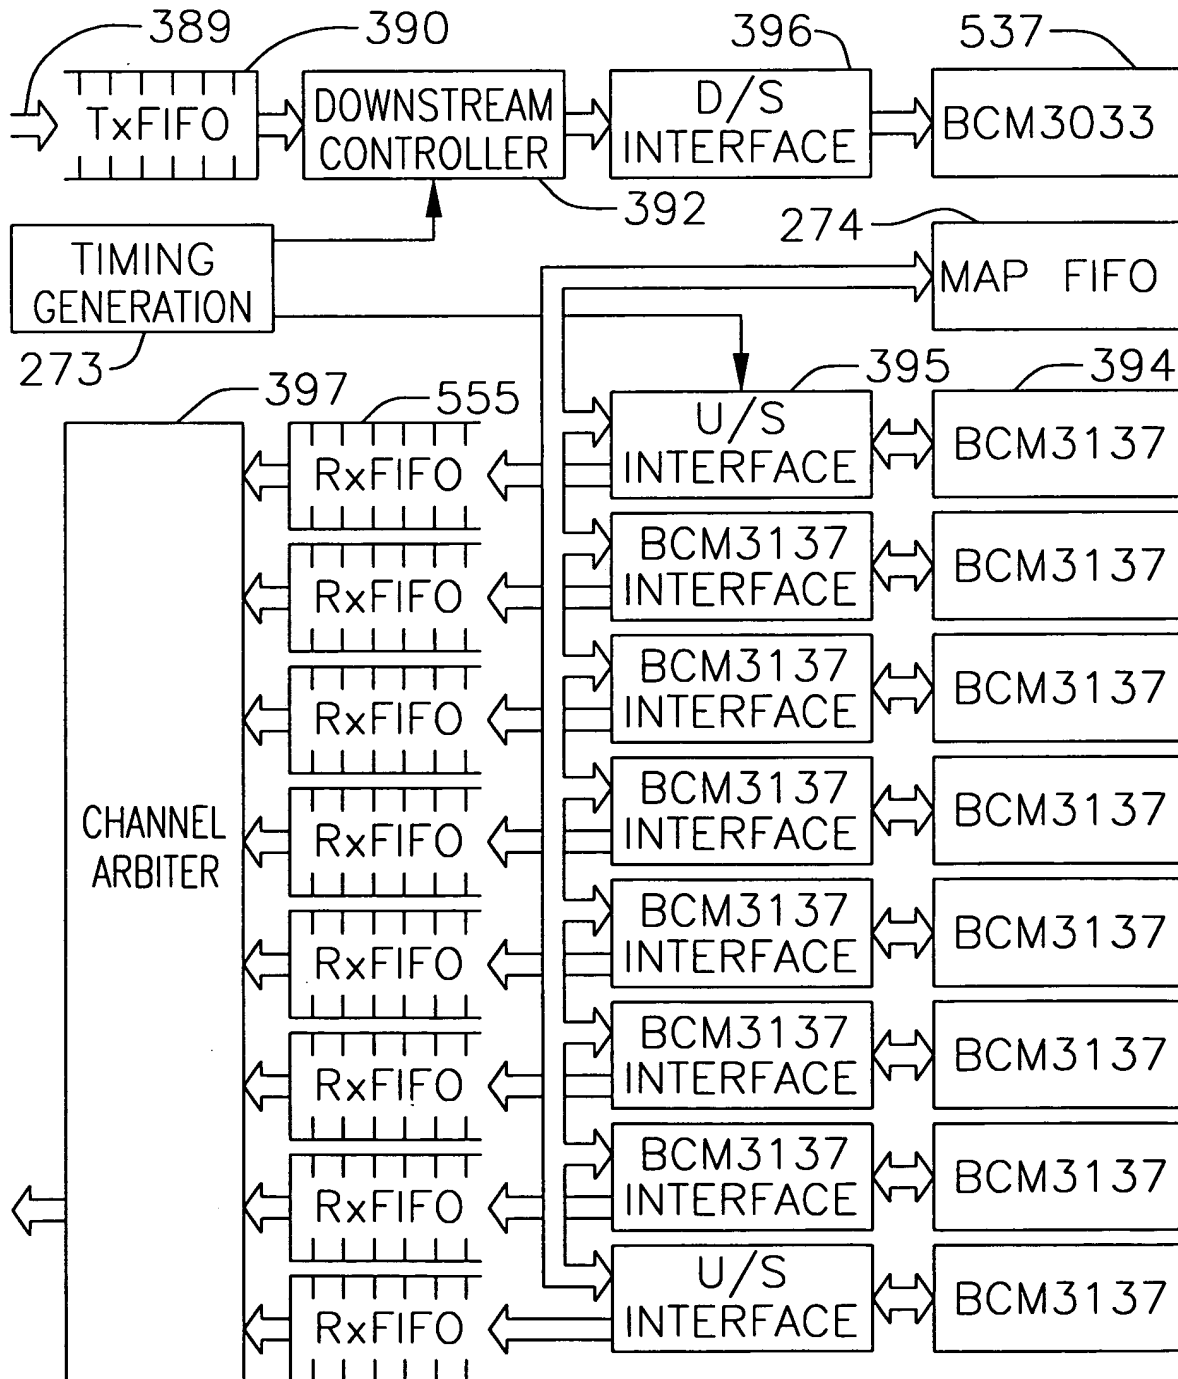 389 390 396 537
TxFIFO
DOWNSTREAM
CONTROLLER
D/S
INTERFACE
BCM3033
392
274
TIMING
GENERATION
MAP FIFO
273
397 555 395 394
RxFIFO
U/S
INTERFACE
BCM3137
RxFIFO
BCM3137
INTERFACE
BCM3137
RxFIFO
BCM3137
INTERFACE
BCM3137
CHANNEL
ARBITER
RxFIFO
BCM3137
INTERFACE
BCM3137
RxFIFO
BCM3137
INTERFACE
BCM3137
RxFIFO
BCM3137
INTERFACE
BCM3137
RxFIFO
BCM3137
INTERFACE
BCM3137
RxFIFO
U/S
INTERFACE
BCM3137